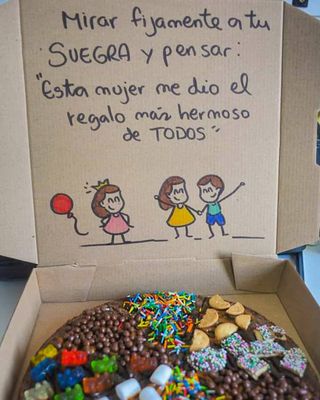 Mirar fijamente a tu
SUEGRA y pensar:
"Esta mujer me dio el
regalo más hermoso
de TODOS"